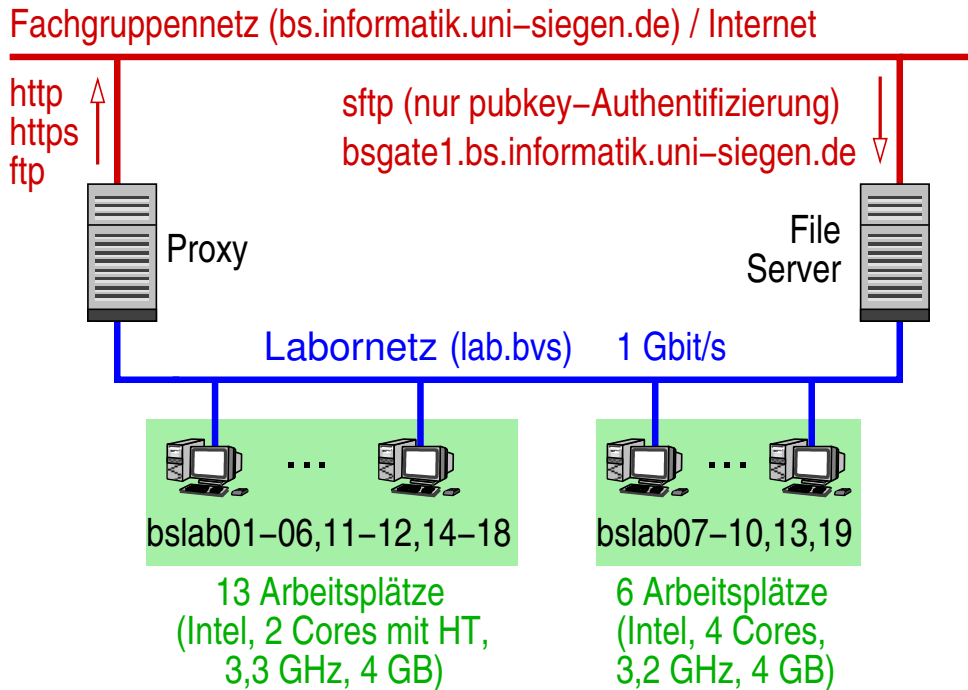 Fachgruppennetz (bs.informatik.uni−siegen.de) / Internet
http
https
ftp
sftp (nur pubkey−Authentifizierung)
bsgate1.bs.informatik.uni−siegen.de
Proxy
File
Server
Labornetz (lab.bvs) 1 Gbit/s
...
...
bslab01−06,11−12,14−18
bslab07−10,13,19
13 Arbeitsplätze
(Intel, 2 Cores mit HT,
3,3 GHz, 4 GB)
6 Arbeitsplätze
(Intel, 4 Cores,
3,2 GHz, 4 GB)